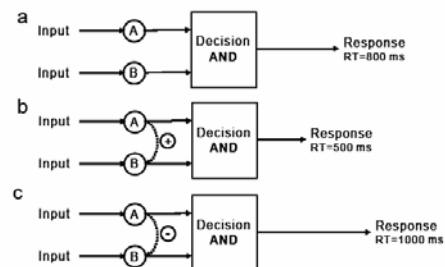 a
Input A
Decision
AND
Response
RT=800 ms
Input B
b
Input A
+
Decision
AND
Response
RT=500 ms
Input B
c
Input A
-
Decision
AND
Response
RT=1000 ms
Input B